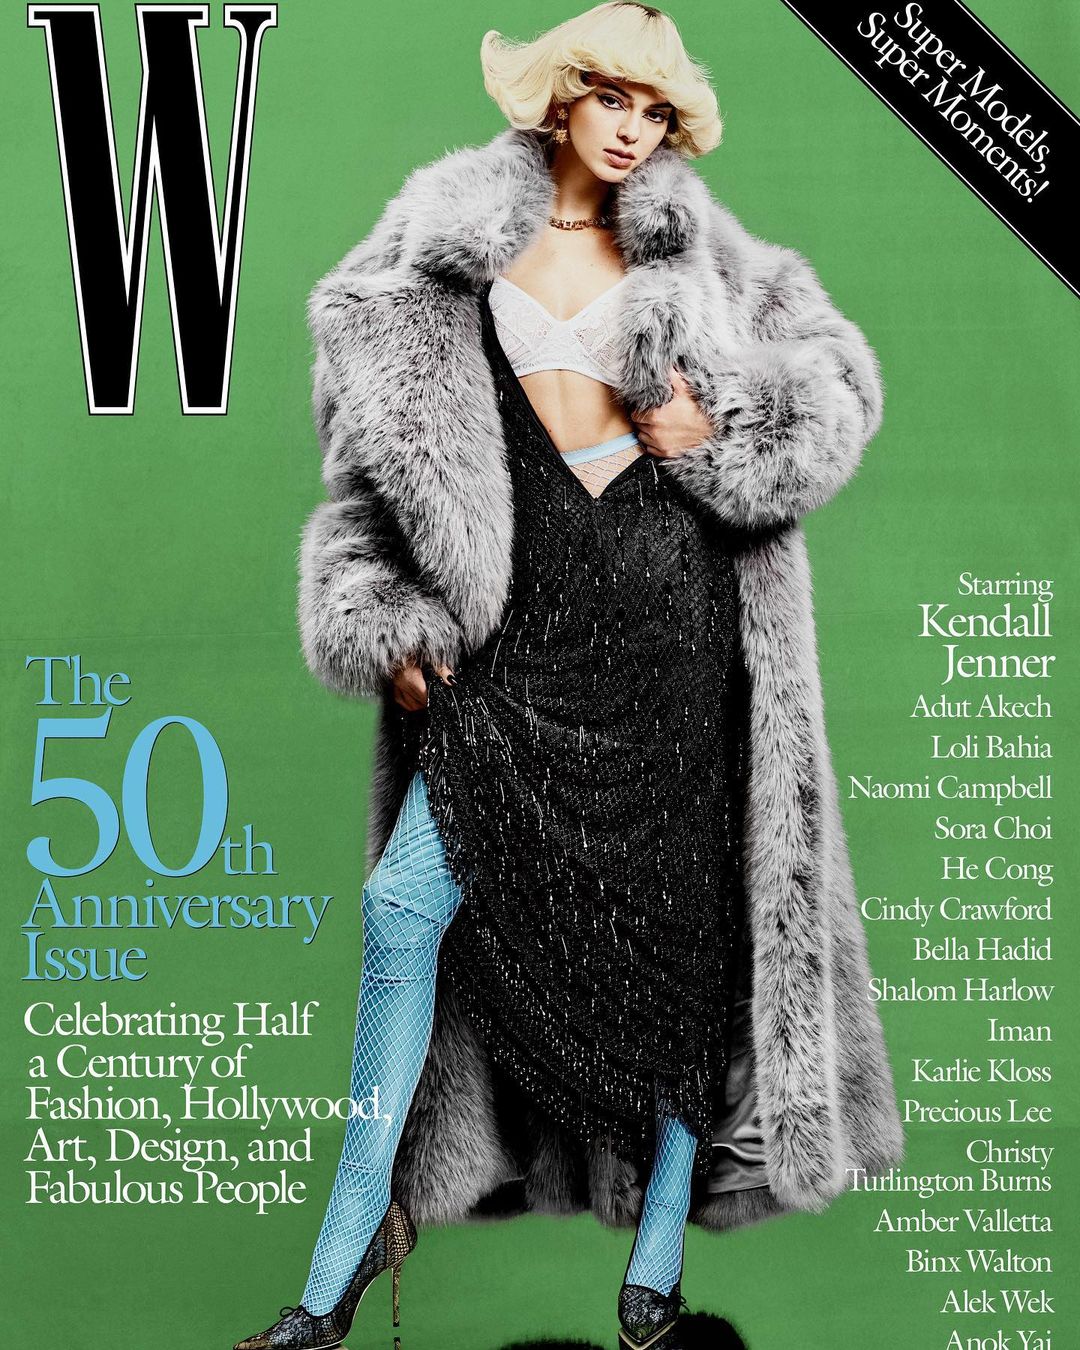 W
Super Models,
Super Moments!
The
50th
Anniversary
Issue
Celebrating Half
a Century of
Fashion, Hollywood,
Art, Design, and
Fabulous People
Starring
Kendall
Jenner
Adut Akech
Loli Bahia
Naomi Campbell
Sora Choi
He Cong
Cindy Crawford
Bella Hadid
Shalom Harlow
Iman
Karlie Kloss
Precious Lee
Christy
Turlington Burns
Amber Valletta
Binx Walton
Alek Wek
Anok Yai